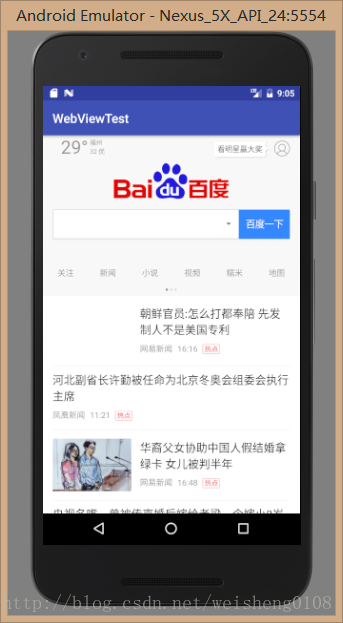 Android Emulator - Nexus_5X_API_24:5554
9:05
WebViewTest
29°
福州
32 优
看明星赢大奖
Bai du 百度
百度一下
关注 新闻 小说 视频 糯米 地图
朝鲜官员:怎么打都奉陪 先发
制人不是美国专利
网易新闻 16:16 热点
河北副省长许勤被任命为北京冬奥会组委会执行
主席
凤凰新闻 11:21 热点
华裔父女协助中国人假结婚拿
绿卡 女儿被判半年
网易新闻 16:48 热点
http://blog.csdn.net/weisheng0108